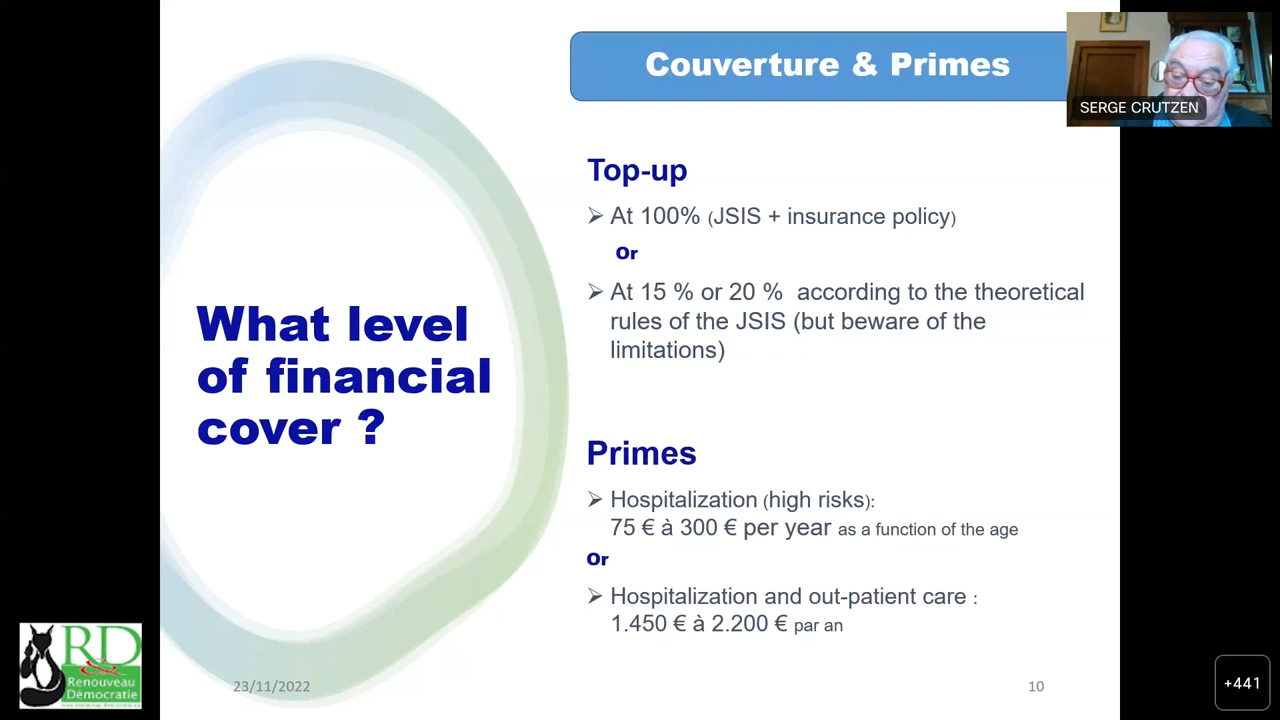 Couverture & Primes
SERGE CRUTZEN
What level
of financial
cover ?
Top-up
➢ At 100% (JSIS + insurance policy)
Or
➢ At 15 % or 20 % according to the theoretical
rules of the JSIS (but beware of the
limitations)
Primes
➢ Hospitalization (high risks):
75 € à 300 € per year as a function of the age
Or
➢ Hospitalization and out-patient care :
1.450 € à 2.200 € par an
RD
Renouveau
Démocratie
23/11/2022
10
+441